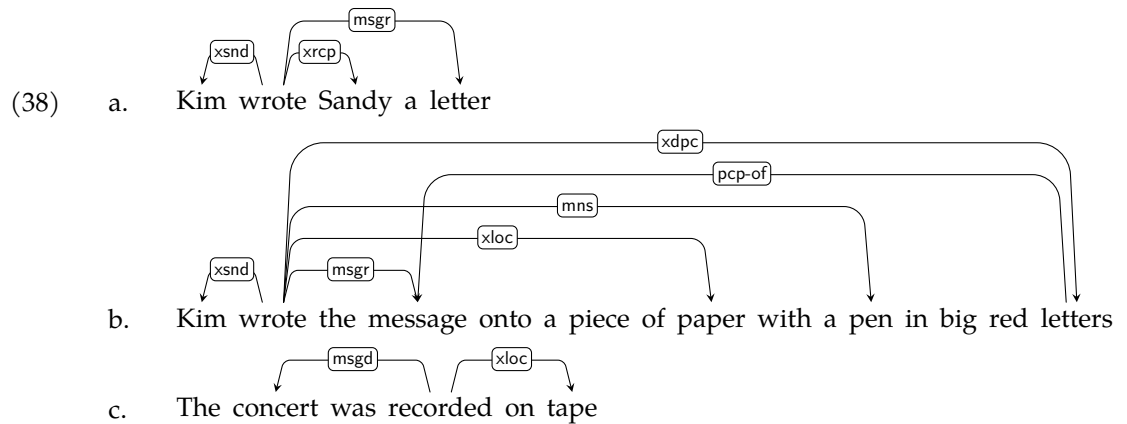 msgr
xsnd xrcp
(38) a. Kim wrote Sandy a letter
xdpc
pcp-of
mns
xloc
xsnd msgr
b. Kim wrote the message onto a piece of paper with a pen in big red letters
msgd xloc
c. The concert was recorded on tape